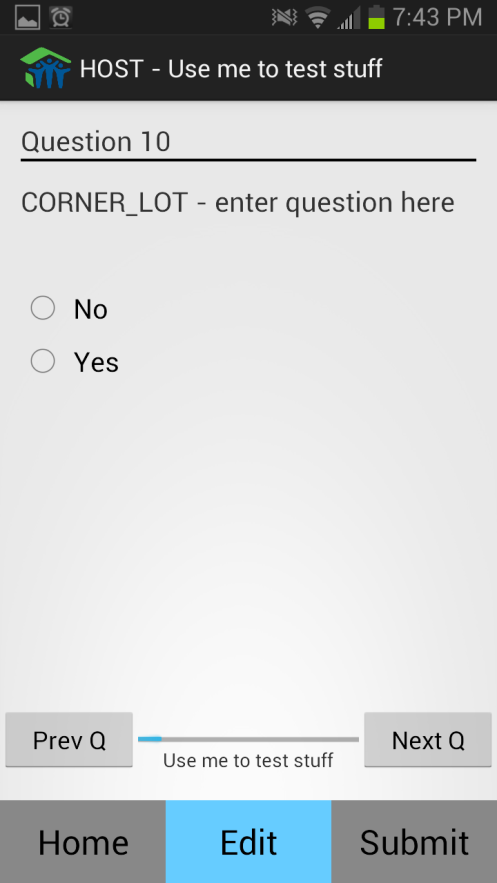 7:43 PM
HOST - Use me to test stuff
Question 10
CORNER_LOT - enter question here
No
Yes
Prev Q
Next Q
Use me to test stuff
Home
Edit
Submit